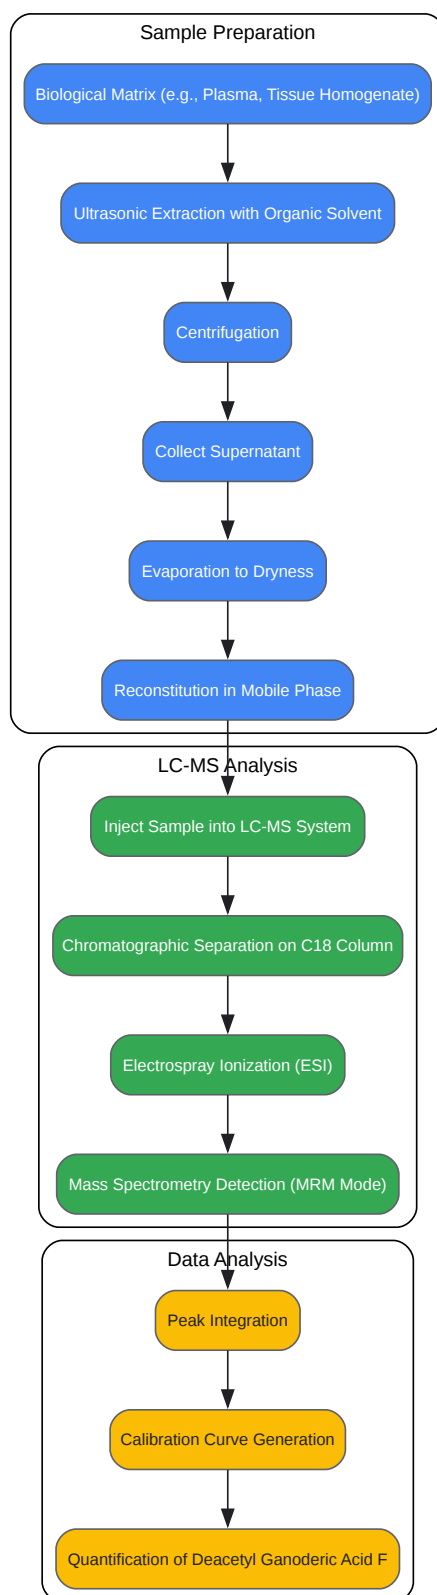 Sample Preparation
Biological Matrix (e.g., Plasma, Tissue Homogenate)
Ultrasonic Extraction with Organic Solvent
Centrifugation
Collect Supernatant
Evaporation to Dryness
Reconstitution in Mobile Phase
LC-MS Analysis
Inject Sample into LC-MS System
Chromatographic Separation on C18 Column
Electrospray Ionization (ESI)
Mass Spectrometry Detection (MRM Mode)
Data Analysis
Peak Integration
Calibration Curve Generation
Quantification of Deacetyl Ganoderic Acid F